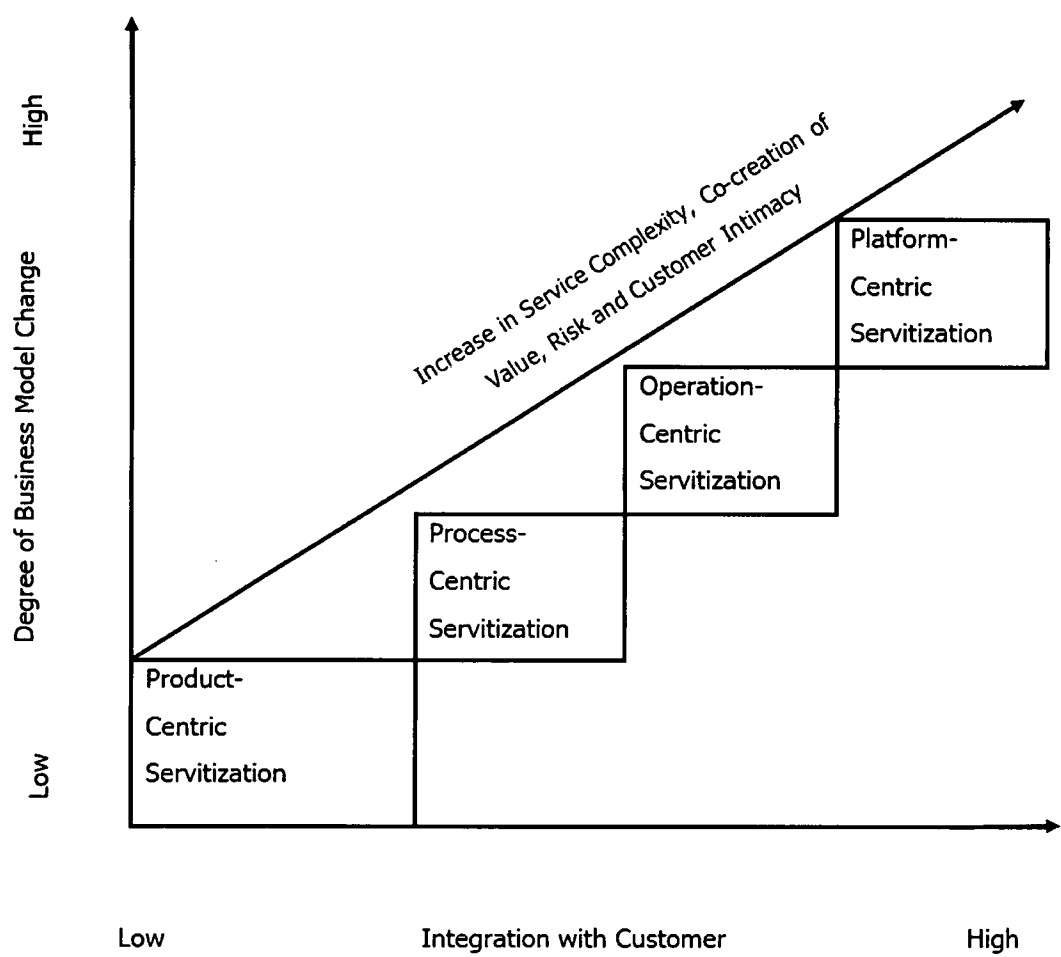 High
Degree of Business Model Change
Low
Increase in Service Complexity, Co-creation of
Value, Risk and Customer Intimacy
Platform-
Centric
Servitization
Operation-
Centric
Servitization
Process-
Centric
Servitization
Product-
Centric
Servitization
Low
Integration with Customer
High